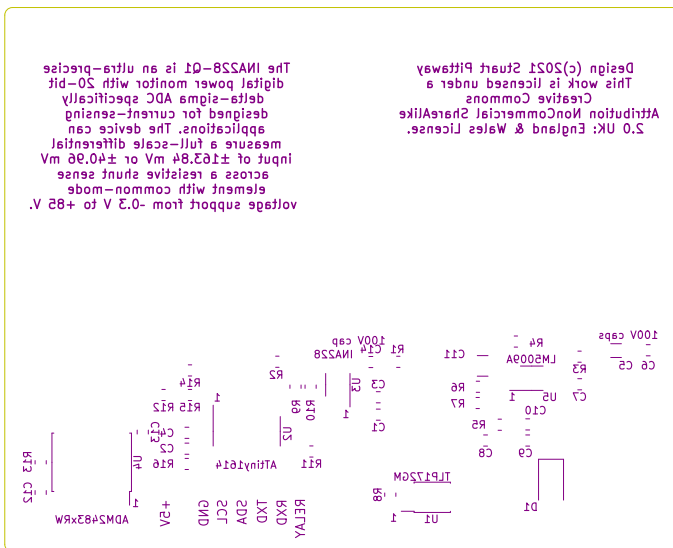 The INA228-Q1 is an ultra-precise
digital power monitor with 20-bit
delta-sigma ADC specifically
designed for current-sensing
applications. The device can
measure a full-scale differential
input of ±163.84 mV or ±40.96 mV
across a resistive shunt sense
element with common-mode
voltage support from -0.3 V to +85 V.
Design (c)2021 Stuart Pittaway
This work is licensed under a
Creative Commons
Attribution NonCommercial ShareAlike
2.0 UK: England & Wales License.
100V cap
INA228
C14
R1
C11
R4
LM5009A
100V caps
C5
C6
R3
R2
R14
R12
R15
1
R9
R10
U3
1
C3
C1
R6
R7
1
U5
C7
C10
R5
C8
C9
R13
C12
U4
C13
C4
C2
R16
ATtiny1614
U2
R11
TLP172GM
R8
1
U1
D1
ADM2483xRW
1
+5V
GND
SCL
SDA
TXD
RXD
RELAY